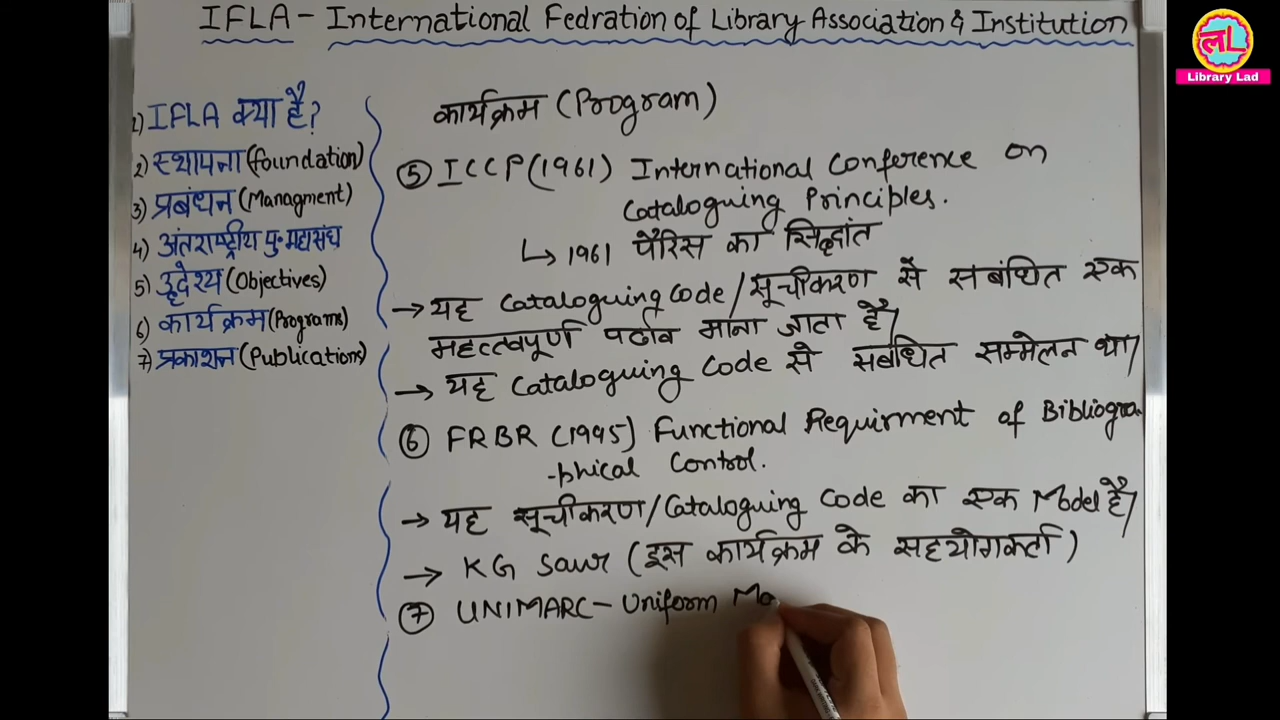 IFLA - International Fedration of Library Association & Institution
1) IFLA क्या है?
2) स्थापना (foundation)
3) प्रबंधन (Managment)
4) अंतराष्ट्रीय पु॰ महासंघ
5) उद्देश्य (Objectives)
6) कार्यक्रम (Programs)
7) प्रकाशन (Publications)
कार्यक्रम (Program)
⑤ ICCP (1961) International Conference on
Cataloguing Principles.
↳ 1961 पेरिस का सिद्धांत
→ यह Cataloguing Code/सूचीकरण से सबंधित एक
महत्त्वपूर्ण पढाव माना जाता है।
→ यह Cataloguing Code से सबंधित सम्मेलन था।
⑥ FRBR (1995) Functional Requirment of Bibliogra
-phical Control.
→ यह सूचीकरण/Cataloguing Code का एक Model है।
→ KG Saur (इस कार्यक्रम के सहयोगकर्ता)
⑦ UNIMARC - Uniform Ma
लL
Library Lad